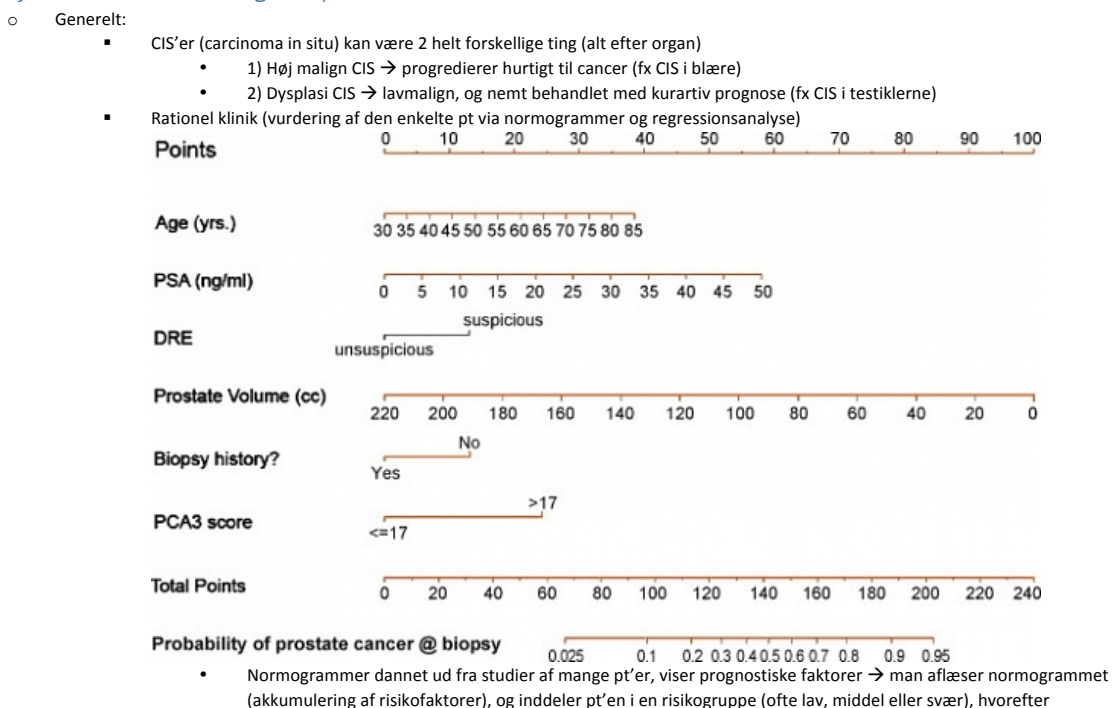 o Generelt:
▪ CIS'er (carcinoma in situ) kan være 2 helt forskellige ting (alt efter organ)
• 1) Høj malign CIS → progredierer hurtigt til cancer (fx CIS i blære)
• 2) Dysplasi CIS → lavmalign, og nemt behandlet med kurartiv prognose (fx CIS i testiklerne)
▪ Rationel klinik (vurdering af den enkelte pt via normogrammer og regressionsanalyse)
Points 0 10 20 30 40 50 60 70 80 90 100
Age (yrs.) 30 35 40 45 50 55 60 65 70 75 80 85
PSA (ng/ml) 0 5 10 15 20 25 30 35 40 45 50
suspicious
DRE
unsuspicious
Prostate Volume (cc) 220 200 180 160 140 120 100 80 60 40 20 0
No
Biopsy history?
Yes
>17
PCA3 score
<=17
Total Points 0 20 40 60 80 100 120 140 160 180 200 220 240
Probability of prostate cancer @ biopsy 0.025 0.1 0.2 0.3 0.4 0.5 0.6 0.7 0.8 0.9 0.95
• Normogrammer dannet ud fra studier af mange pt'er, viser prognostiske faktorer → man aflæser normogrammet
(akkumulering af risikofaktorer), og inddeler pt'en i en risikogruppe (ofte lav, middel eller svær), hvorefter